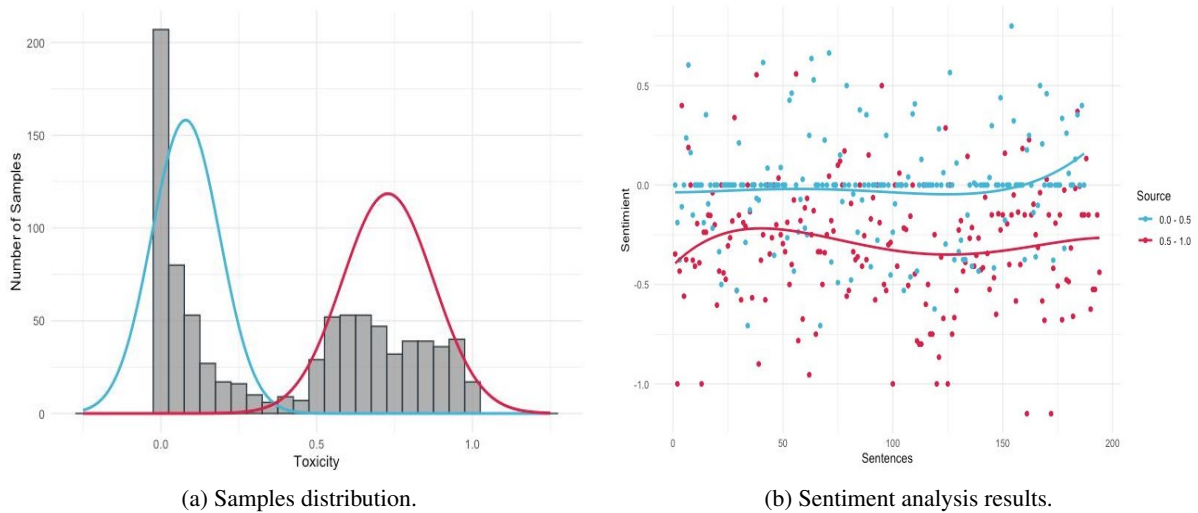 200
150
100
50
0
Number of Samples
0.0
0.5
1.0
Toxicity
(a) Samples distribution.
0.5
0.0
-0.5
-1.0
Sentimient
0
50
100
150
200
Sentences
Source
0.0 - 0.5
0.5 - 1.0
(b) Sentiment analysis results.